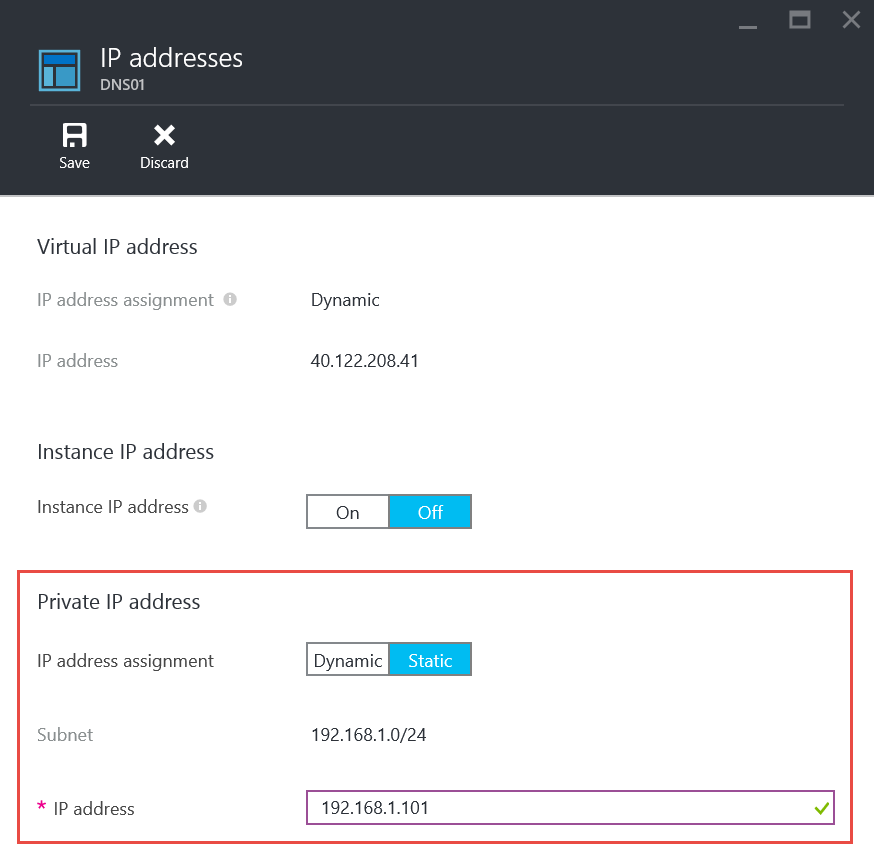 IP addresses
DNS01
Save Discard
Virtual IP address
IP address assignment Dynamic
IP address 40.122.208.41
Instance IP address
Instance IP address On Off
Private IP address
IP address assignment Dynamic Static
Subnet 192.168.1.0/24
* IP address 192.168.1.101